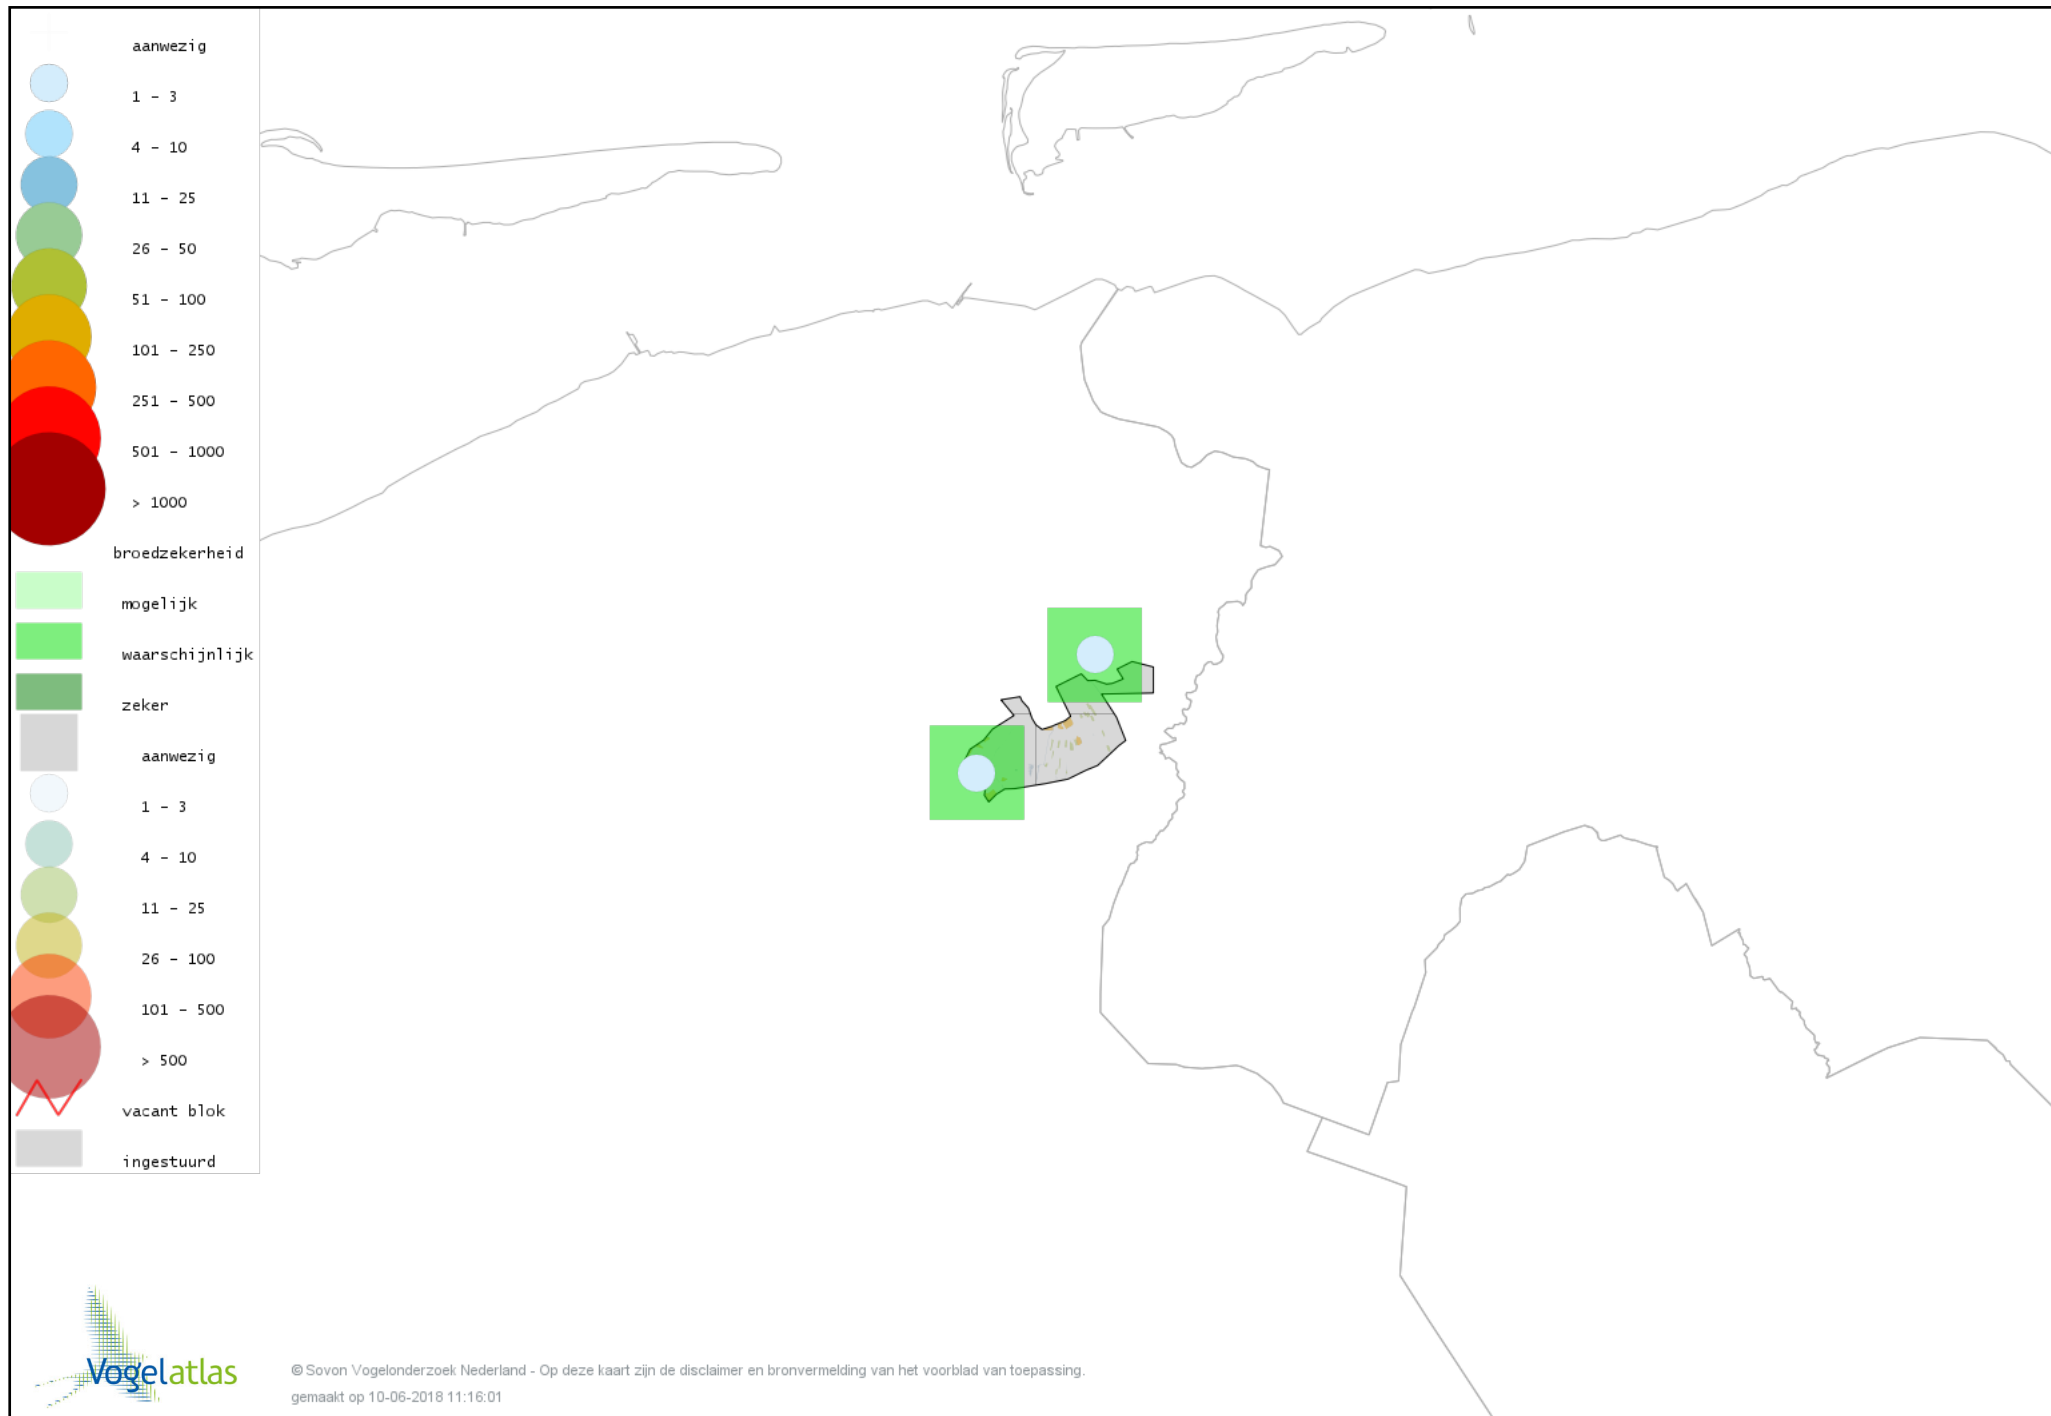 aanwezig
1 - 3
4 - 10
11 - 25
26 - 50
51 - 100
101 - 250
251 - 500
501 - 1000
> 1000
broedzekerheid
mogelijk
waarschijnlijk
zeker
aanwezig
1 - 3
4 - 10
11 - 25
26 - 100
101 - 500
> 500
vacant blok
ingestuurd
Vogelatlas
© Sovon Vogelonderzoek Nederland - Op deze kaart zijn de disclaimer en bronvermelding van het voorblad van toepassing.
gemaakt op 10-06-2018 11:16:01